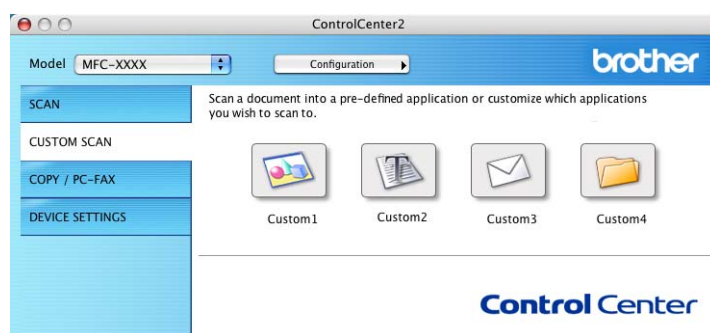 ControlCenter2
Model MFC-XXXX Configuration brother
SCAN
CUSTOM SCAN
COPY / PC-FAX
DEVICE SETTINGS
Scan a document into a pre-defined application or customize which applications
you wish to scan to.
T
Custom1 Custom2 Custom3 Custom4
Control Center